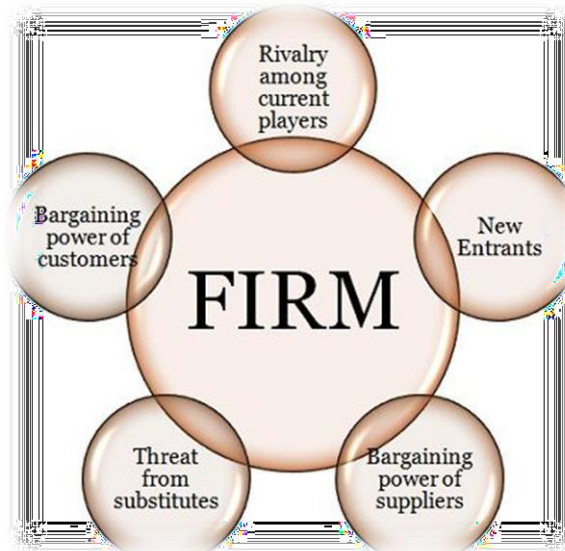 Rivalry
among
current
players
Bargaining
power of
customers
New
Entrants
FIRM
Threat
from
substitutes
Bargaining
power of
suppliers